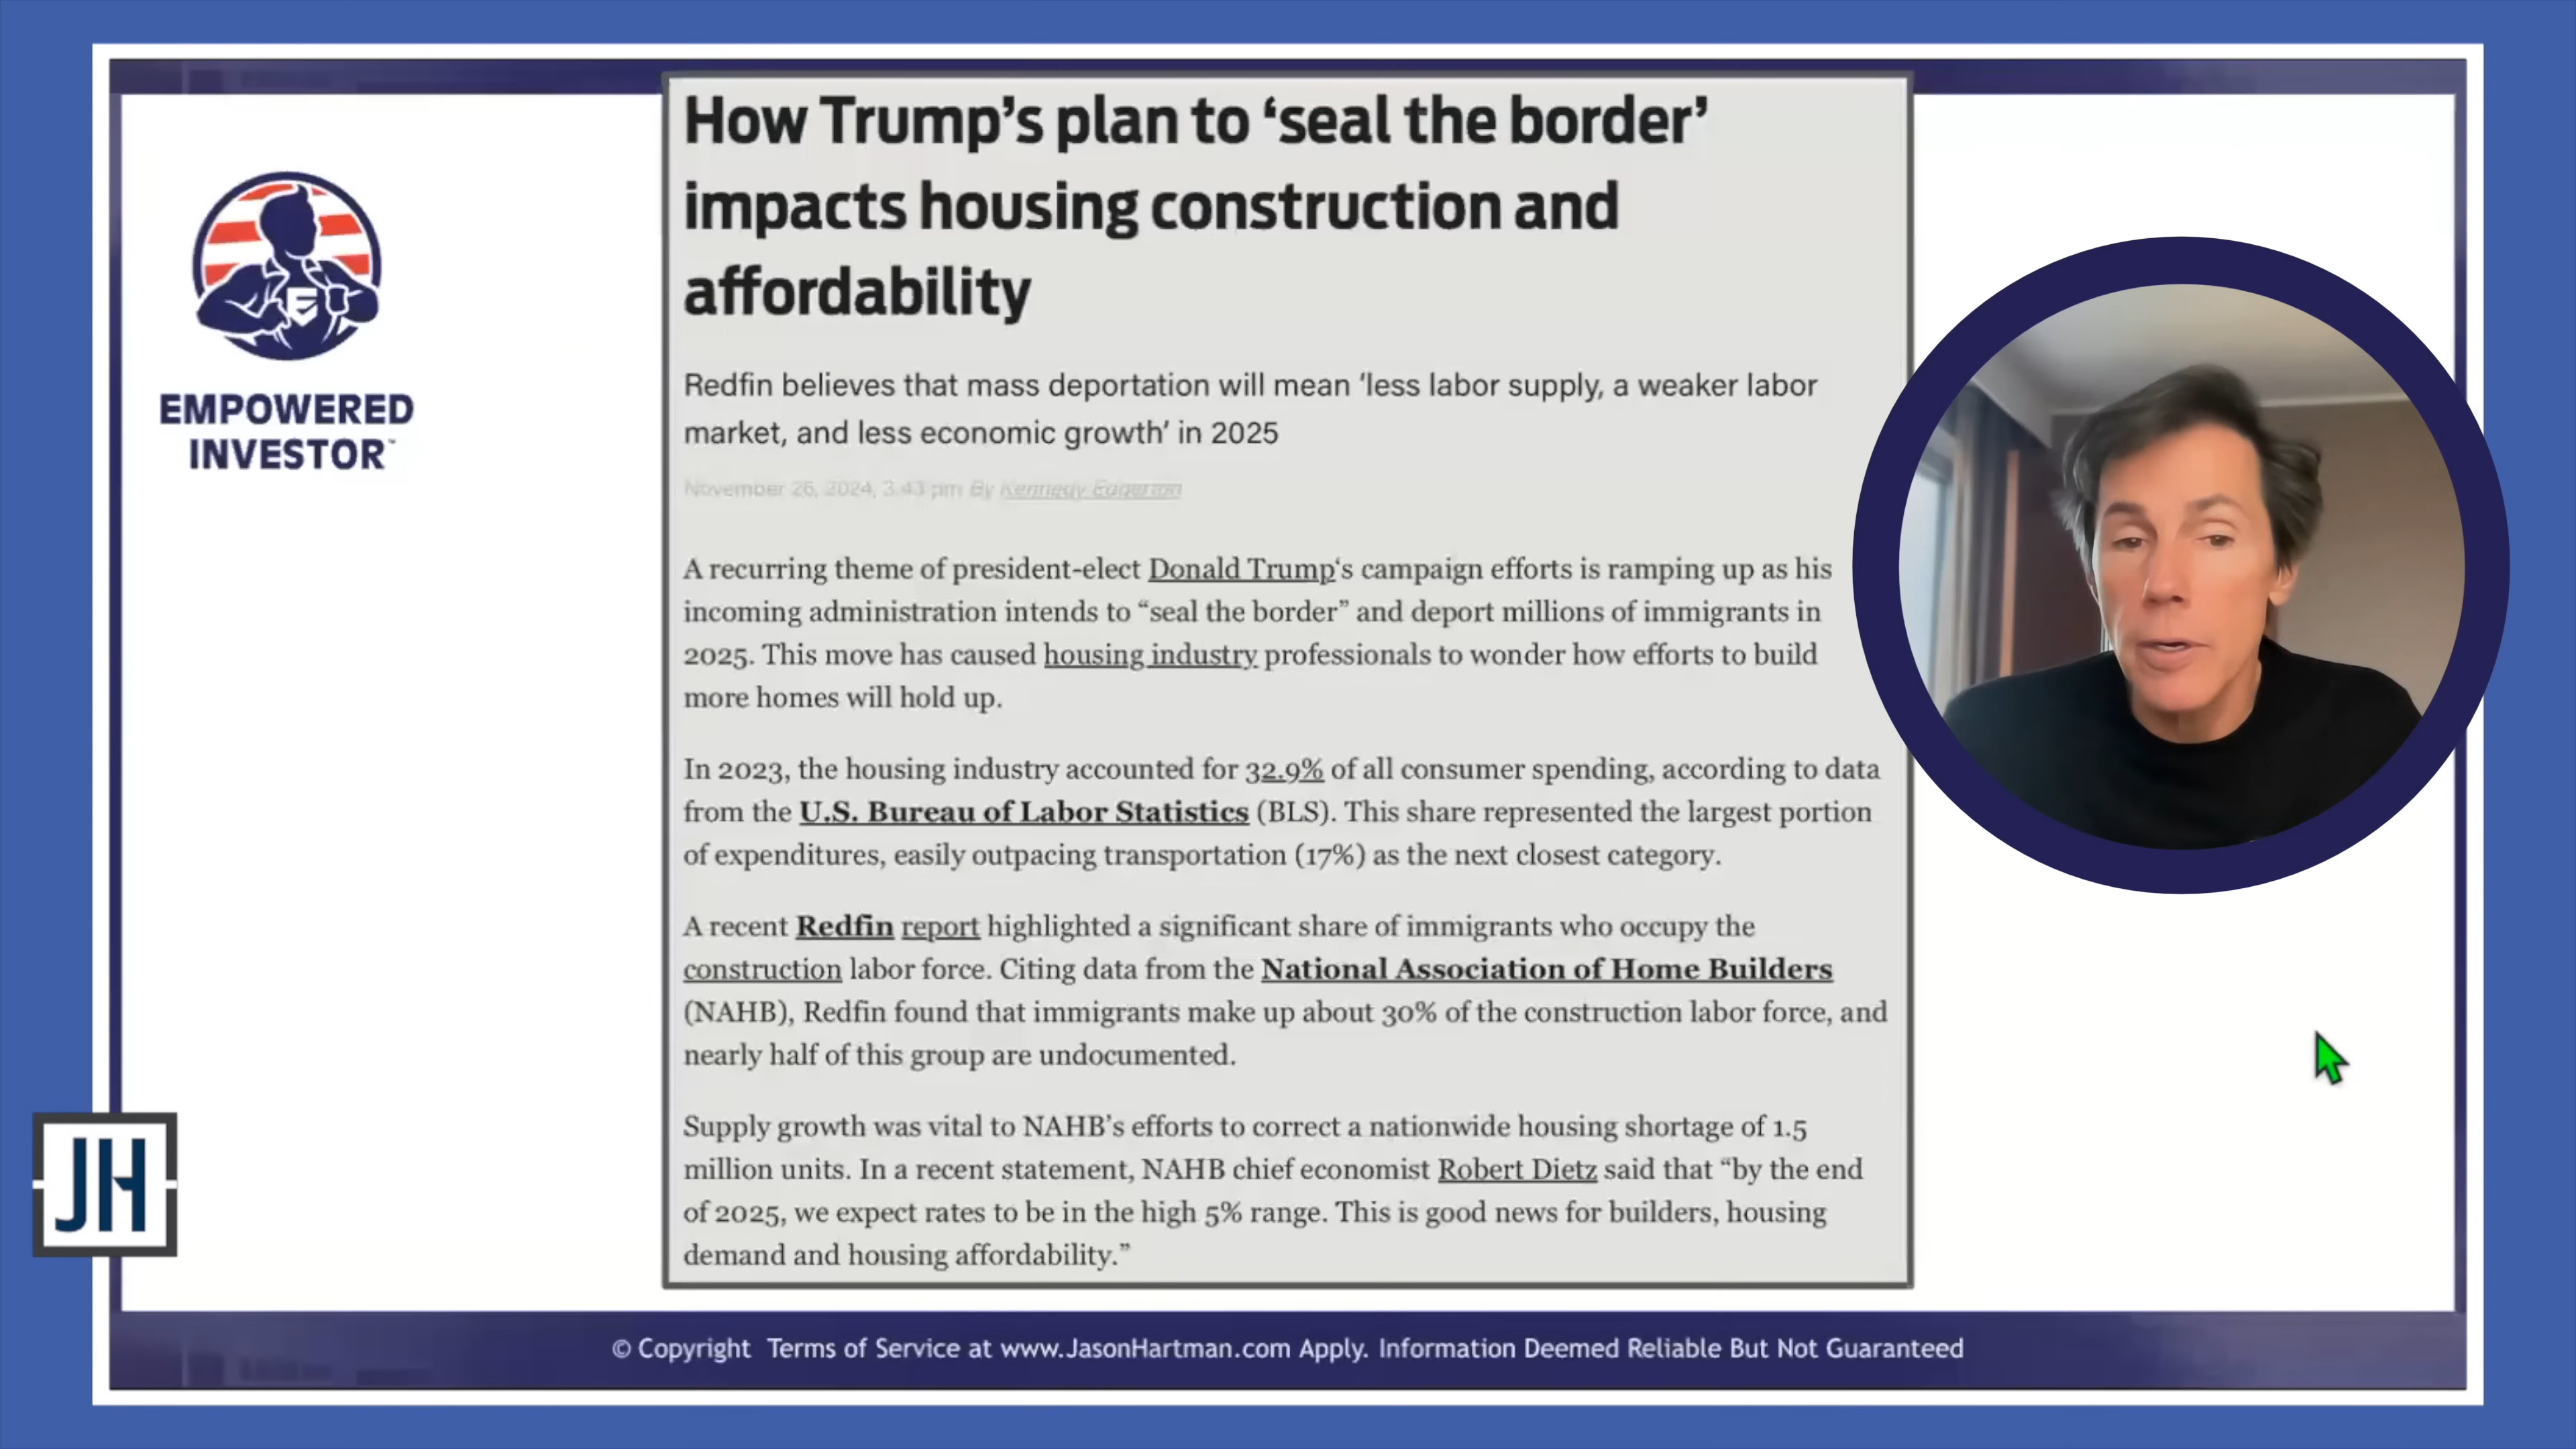 How Trump’s plan to ‘seal the border’
impacts housing construction and
affordability
Redfin believes that mass deportation will mean ‘less labor supply, a weaker labor
market, and less economic growth’ in 2025
November 26, 2024, 3:43 pm By Kennedy Edgerton
A recurring theme of president-elect Donald Trump‘s campaign efforts is ramping up as his
incoming administration intends to “seal the border” and deport millions of immigrants in
2025. This move has caused housing industry professionals to wonder how efforts to build
more homes will hold up.
In 2023, the housing industry accounted for 32.9% of all consumer spending, according to data
from the U.S. Bureau of Labor Statistics (BLS). This share represented the largest portion
of expenditures, easily outpacing transportation (17%) as the next closest category.
A recent Redfin report highlighted a significant share of immigrants who occupy the
construction labor force. Citing data from the National Association of Home Builders
(NAHB), Redfin found that immigrants make up about 30% of the construction labor force, and
nearly half of this group are undocumented.
Supply growth was vital to NAHB’s efforts to correct a nationwide housing shortage of 1.5
million units. In a recent statement, NAHB chief economist Robert Dietz said that “by the end
of 2025, we expect rates to be in the high 5% range. This is good news for builders, housing
demand and housing affordability.”
EMPOWERED
INVESTOR™
JH
© Copyright Terms of Service at www.JasonHartman.com Apply. Information Deemed Reliable But Not Guaranteed